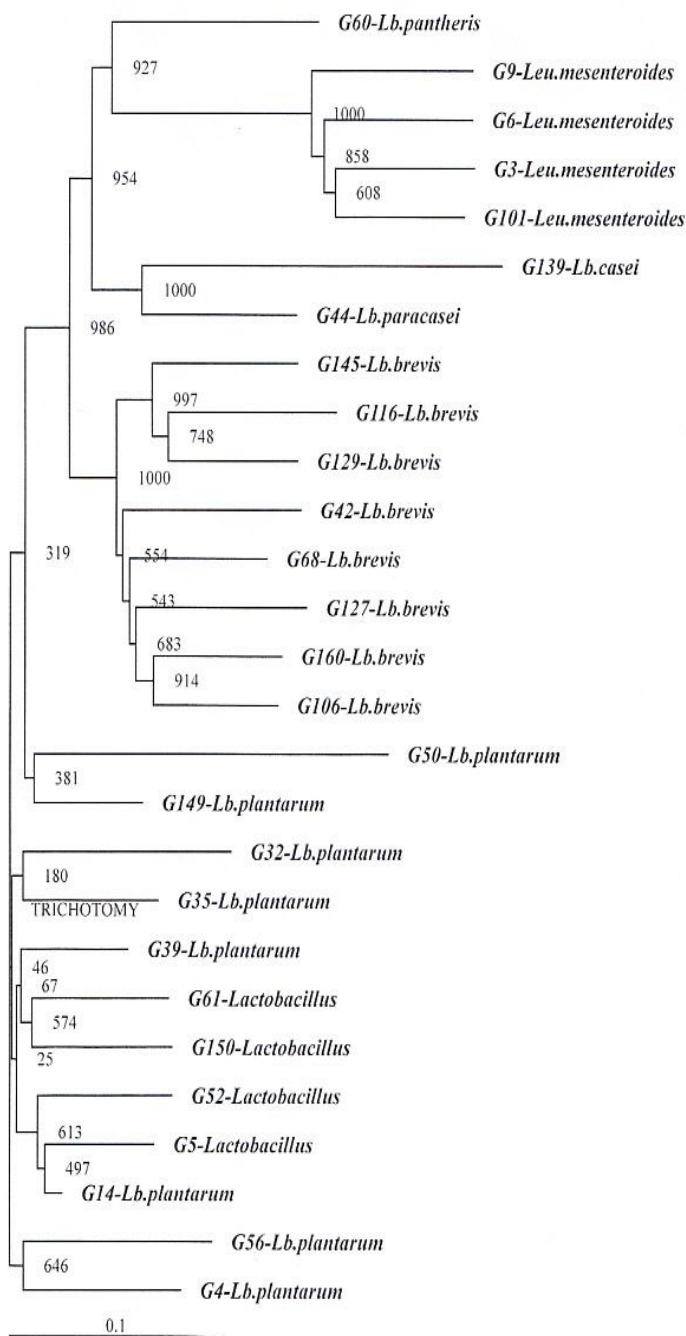 G60-Lb.pantheris
927
G9-Leu.mesenteroides
1000
G6-Leu.mesenteroides
858
G3-Leu.mesenteroides
954
608
G101-Leu.mesenteroides
G139-Lb.casei
1000
G44-Lb.paracasei
986
G145-Lb.brevis
997
G116-Lb.brevis
748
G129-Lb.brevis
1000
G42-Lb.brevis
319
554
G68-Lb.brevis
543
G127-Lb.brevis
683
G160-Lb.brevis
914
G106-Lb.brevis
G50-Lb.plantarum
381
G149-Lb.plantarum
G32-Lb.plantarum
180
G35-Lb.plantarum
TRICHOTOMY
G39-Lb.plantarum
46
67
G61-Lactobacillus
574
G150-Lactobacillus
25
G52-Lactobacillus
613
G5-Lactobacillus
497
G14-Lb.plantarum
G56-Lb.plantarum
646
G4-Lb.plantarum
0.1